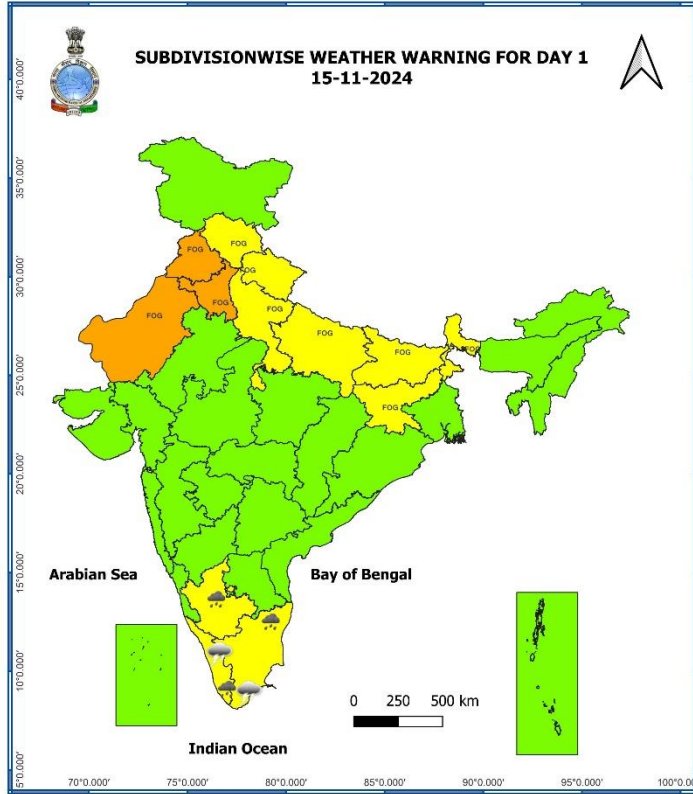 SUBDIVISIONWISE WEATHER WARNING FOR DAY 1
15-11-2024
40°0.000'
35°0.000'
30°0.000'
25°0.000'
20°0.000'
15°0.000'
10°0.000'
5°0.000'
FOG
FOG
FOG
FOG
FOG
FOG
FOG
FOG
FOG
FOG
Arabian Sea
Bay of Bengal
Indian Ocean
0 250 500 km
70°0.000' 75°0.000' 80°0.000' 85°0.000' 90°0.000' 95°0.000' 100°0.000'